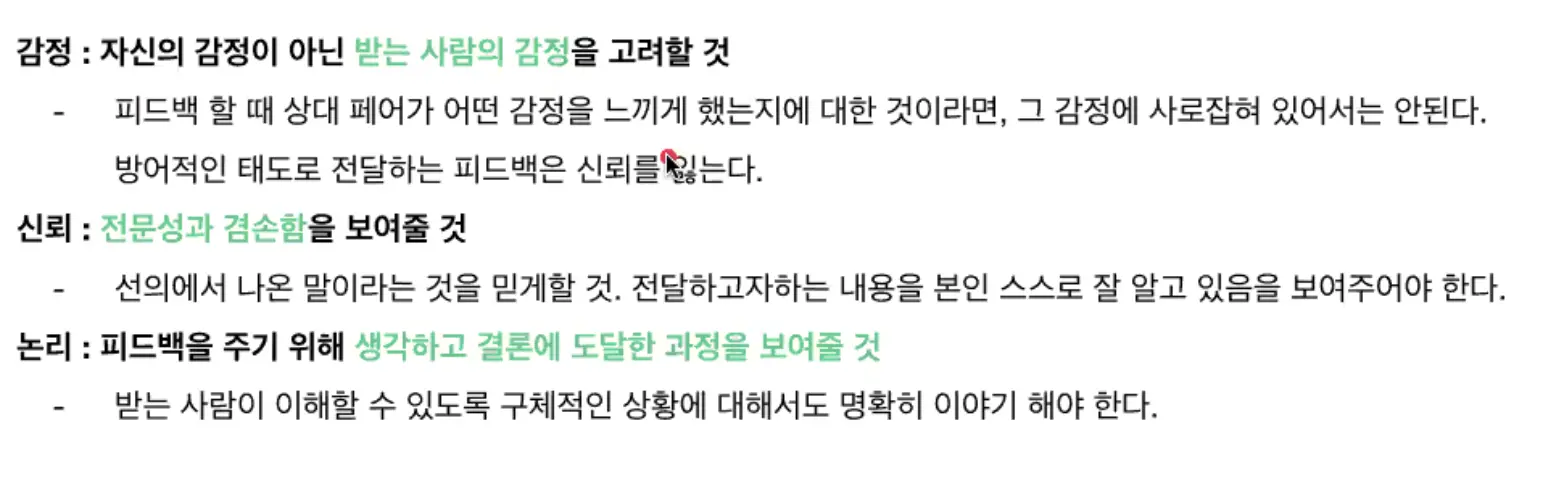 감정 : 자신의 감정이 아닌 받는 사람의 감정을 고려할 것
- 피드백 할 때 상대 페어가 어떤 감정을 느끼게 했는지에 대한 것이라면, 그 감정에 사로잡혀 있어서는 안된다.
방어적인 태도로 전달하는 피드백은 신뢰를 잃는다.
신뢰 : 전문성과 겸손함을 보여줄 것
- 선의에서 나온 말이라는 것을 믿게할 것. 전달하고자하는 내용을 본인 스스로 잘 알고 있음을 보여주어야 한다.
논리 : 피드백을 주기 위해 생각하고 결론에 도달한 과정을 보여줄 것
- 받는 사람이 이해할 수 있도록 구체적인 상황에 대해서도 명확히 이야기 해야 한다.